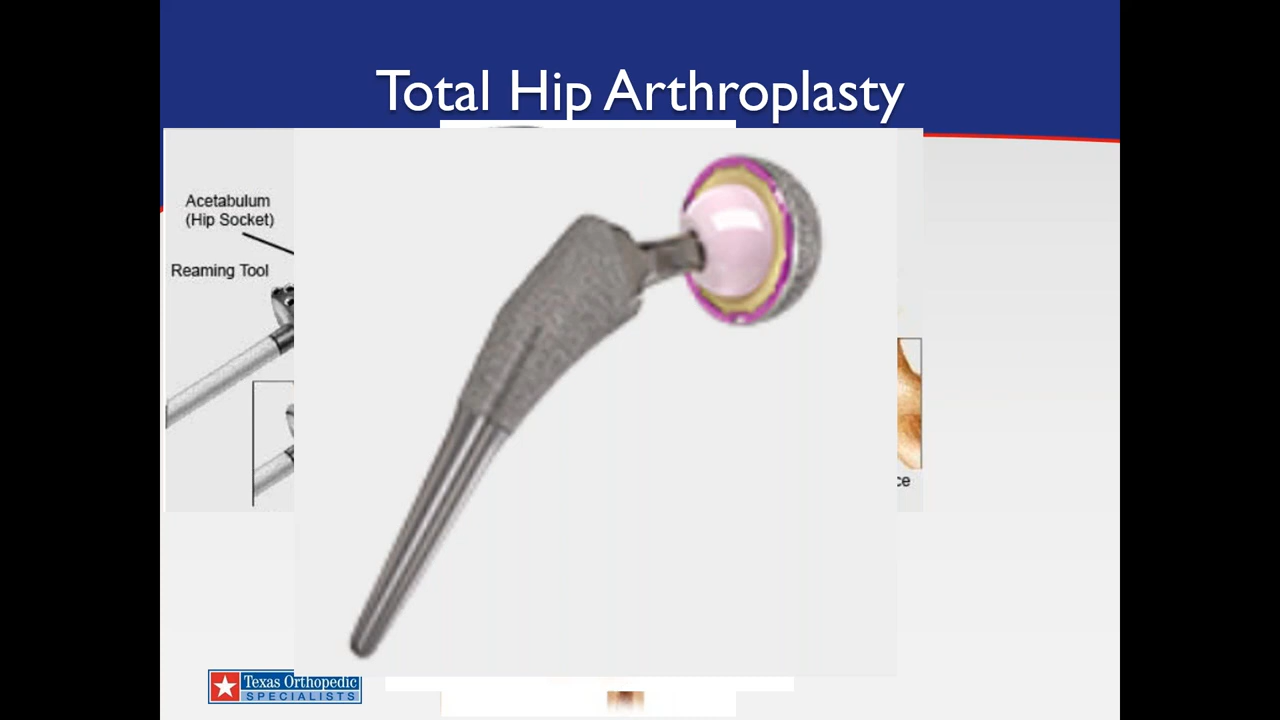 Total Hip Arthroplasty
Acetabulum
(Hip Socket)
Reaming Tool
Texas Orthopedic
SPECIALISTS